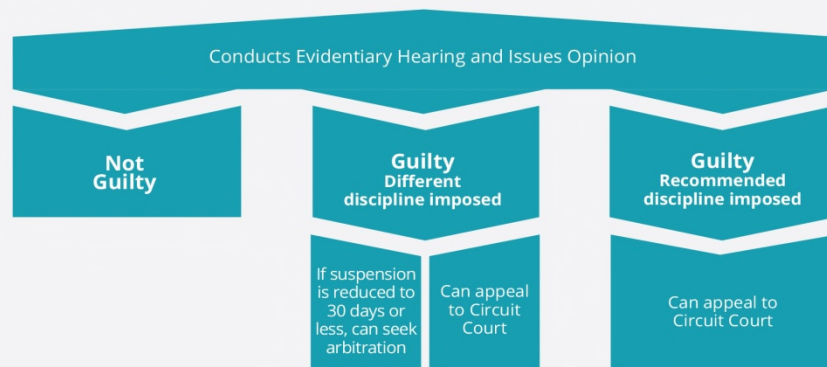 Conducts Evidentiary Hearing and Issues Opinion
Not
Guilty
Guilty
Different
discipline imposed
Guilty
Recommended
discipline imposed
If suspension
is reduced to
30 days or
less, can seek
arbitration
Can appeal
to Circuit
Court
Can appeal to
Circuit Court